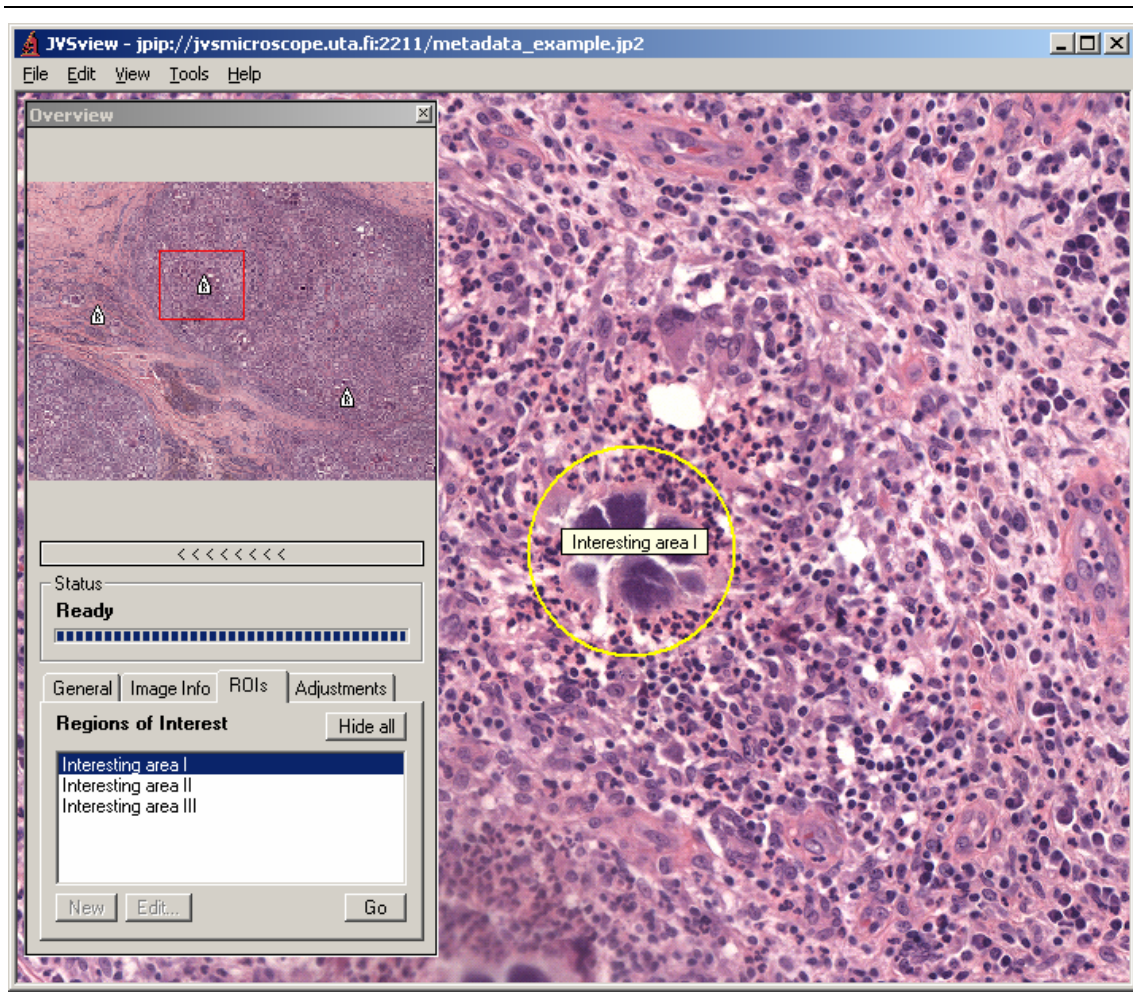 JVSview - jpip://jvsmicroscope.uta.fi:2211/metadata_example.jp2
File Edit View Tools Help
Overview
R
R
R
<<<<<<<<
Status
Ready
General Image Info ROIs Adjustments
Regions of Interest Hide all
Interesting area I
Interesting area II
Interesting area III
New Edit... Go
Interesting area I